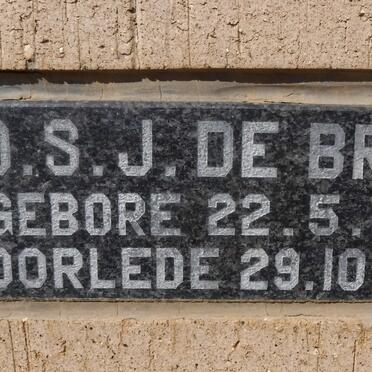 D.S.J. DE BR
GEBORE 22.5.
OORLEDE 29.10